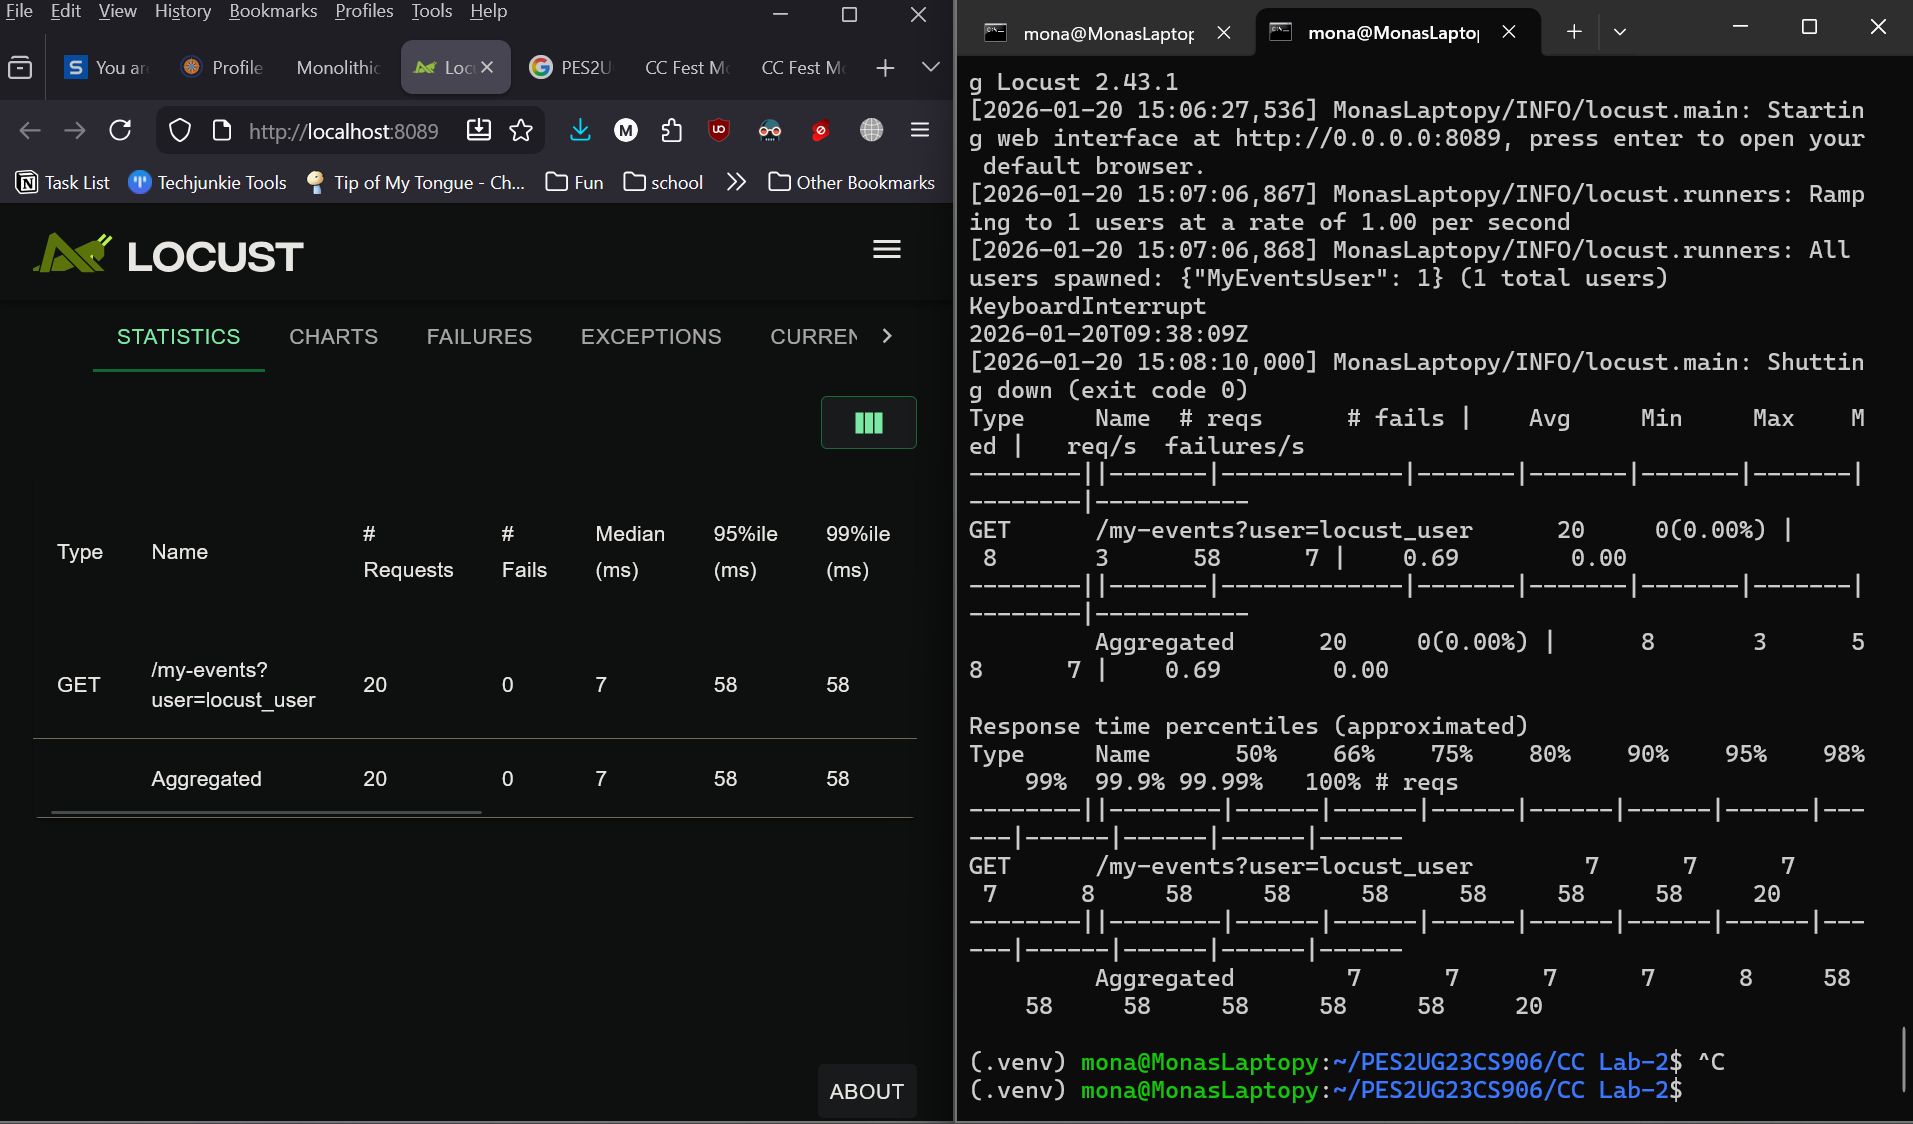 File Edit View History Bookmarks Profiles Tools Help
S You ar Profile Monolithic Loc PES2U CC Fest Mo CC Fest Mo
http://localhost:8089
Task List Techjunkie Tools Tip of My Tongue - Ch... Fun school Other Bookmarks
LOCUST
STATISTICS CHARTS FAILURES EXCEPTIONS CURREN
Type Name # Requests # Fails Median (ms) 95%ile (ms) 99%ile (ms)
GET /my-events?user=locust_user 20 0 7 58 58
Aggregated 20 0 7 58 58
ABOUT
mona@MonasLaptop mona@MonasLaptop
g Locust 2.43.1
[2026-01-20 15:06:27,536] MonasLaptopy/INFO/locust.main: Startin
g web interface at http://0.0.0.0:8089, press enter to open your
default browser.
[2026-01-20 15:07:06,867] MonasLaptopy/INFO/locust.runners: Ramp
ing to 1 users at a rate of 1.00 per second
[2026-01-20 15:07:06,868] MonasLaptopy/INFO/locust.runners: All
users spawned: {"MyEventsUser": 1} (1 total users)
KeyboardInterrupt
2026-01-20T09:38:09Z
[2026-01-20 15:08:10,000] MonasLaptopy/INFO/locust.main: Shuttin
g down (exit code 0)
Type Name # reqs # fails | Avg Min Max M
ed | req/s failures/s
--------||-------|-------------|-------|-------|-------|-------|
--------|-----------
GET /my-events?user=locust_user 20 0(0.00%) |
8 3 58 7 | 0.69 0.00
--------||-------|-------------|-------|-------|-------|-------|
--------|-----------
Aggregated 20 0(0.00%) | 8 3 5
8 7 | 0.69 0.00
Response time percentiles (approximated)
Type Name 50% 66% 75% 80% 90% 95% 98%
99% 99.9% 99.99% 100% # reqs
--------||--------|------|------|------|------|------|------|---
---|------|------|------|------
GET /my-events?user=locust_user 7 7 7
7 8 58 58 58 58 58 58 20
--------||--------|------|------|------|------|------|------|---
---|------|------|------|------
Aggregated 7 7 7 7 8 58
58 58 58 58 58 20
(.venv) mona@MonasLaptopy:~/PES2UG23CS906/CC Lab-2$ ^C
(.venv) mona@MonasLaptopy:~/PES2UG23CS906/CC Lab-2$